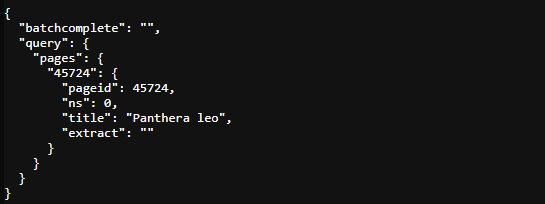 {
  "batchcomplete": "",
  "query": {
    "pages": {
      "45724": {
        "pageid": 45724,
        "ns": 0,
        "title": "Panthera leo",
        "extract": ""
      }
    }
  }
}